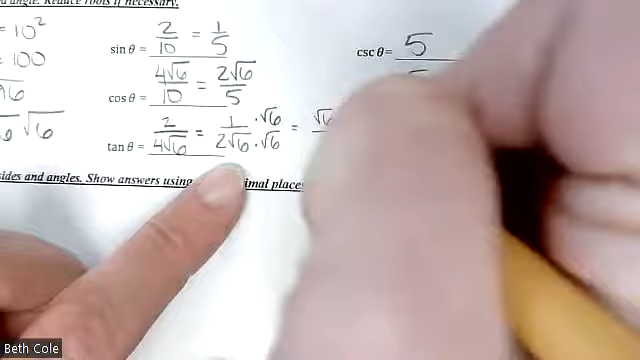 angle. Reduce roots if necessary.
= 10²
= 100
96
√6
sin θ = 2/10 = 1/5
cos θ = 4√6/10 = 2√6/5
tan θ = 2/4√6 = 1/2√6 · √6/√6 = √6
csc θ = 5
sides and angles. Show answers using
imal places
Beth Cole